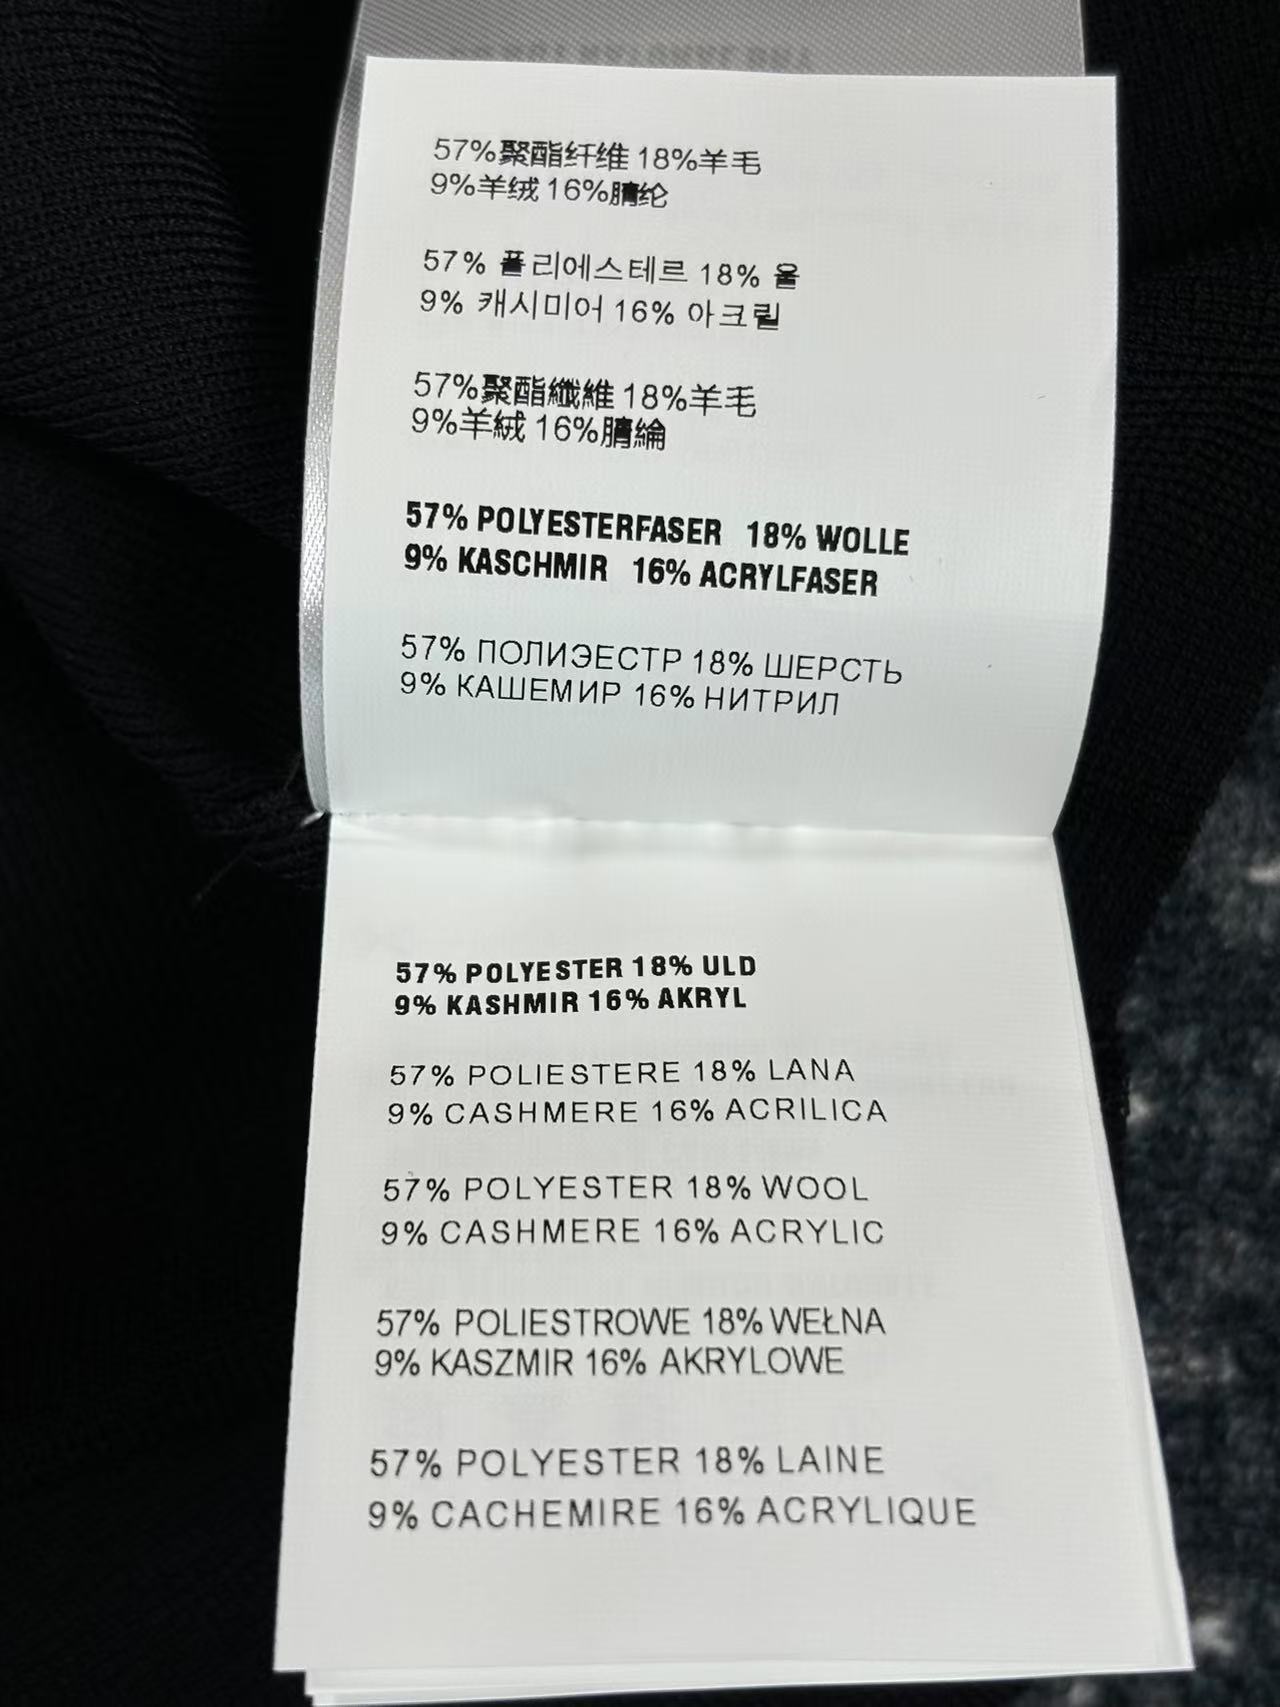 57%聚酯纤维 18%羊毛
9%羊绒 16%腈纶
57% 폴리에스테르 18% 울
9% 캐시미어 16% 아크릴
57%聚酯纖維 18%羊毛
9%羊絨 16%腈綸
57% POLYESTERFASER 18% WOLLE
9% KASCHMIR 16% ACRYLFASER
57% ПОЛИЭЕСТР 18% ШЕРСТЬ
9% КАШЕМИР 16% НИТРИЛ
57% POLYESTER 18% ULD
9% KASHMIR 16% AKRYL
57% POLIESTERE 18% LANA
9% CASHMERE 16% ACRILICA
57% POLYESTER 18% WOOL
9% CASHMERE 16% ACRYLIC
57% POLIESTROWE 18% WEŁNA
9% KASZMIR 16% AKRYLOWE
57% POLYESTER 18% LAINE
9% CACHEMIRE 16% ACRYLIQUE